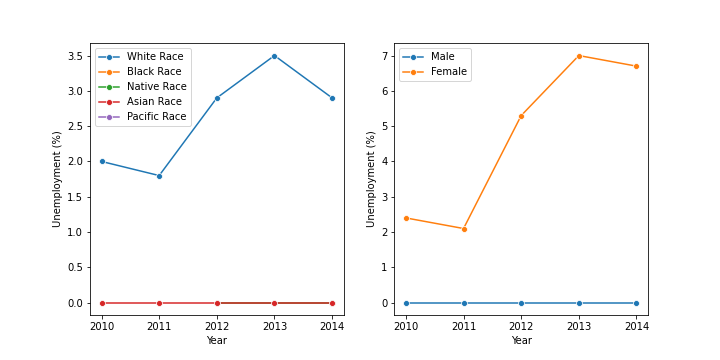 White Race
Black Race
Native Race
Asian Race
Pacific Race
Unemployment (%)
3.5
3.0
2.5
2.0
1.5
1.0
0.5
0.0
2010 2011 2012 2013 2014
Year
Male
Female
Unemployment (%)
7
6
5
4
3
2
1
0
2010 2011 2012 2013 2014
Year